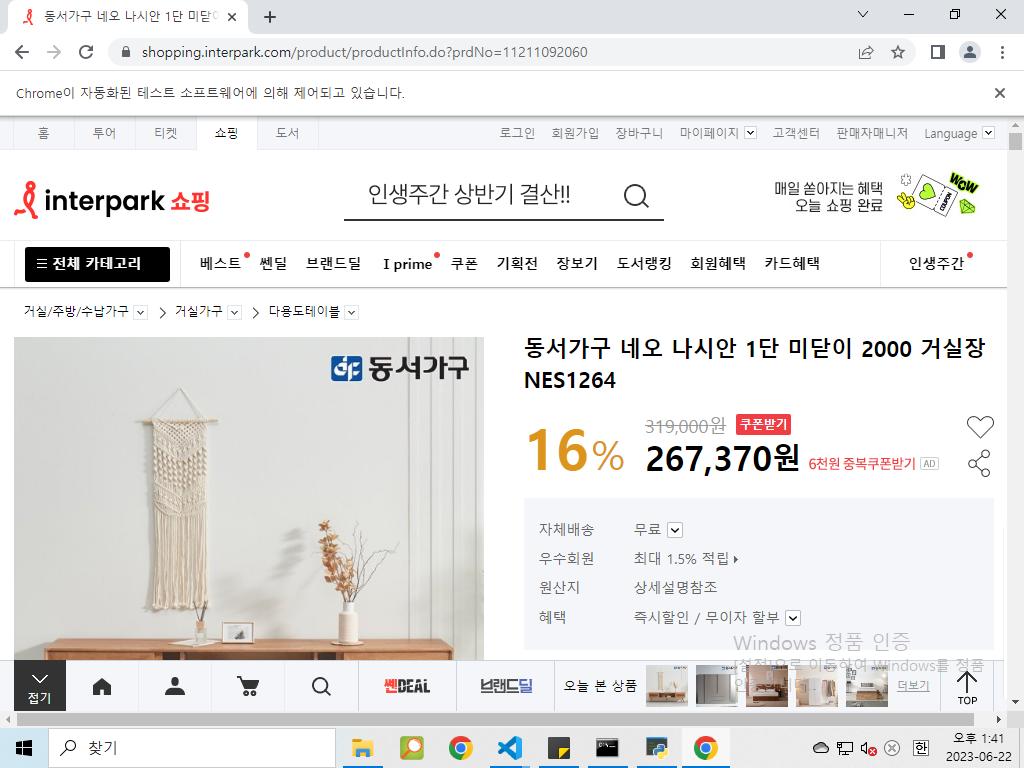 동서가구 네오 나시안 1단 미닫이
shopping.interpark.com/product/productInfo.do?prdNo=11211092060
Chrome이 자동화된 테스트 소프트웨어에 의해 제어되고 있습니다.
홈 투어 티켓 쇼핑 도서 로그인 회원가입 장바구니 마이페이지 고객센터 판매자매니저 Language
interpark 쇼핑
인생주간 상반기 결산!!
매일 쏟아지는 혜택
오늘 쇼핑 완료
WOW
COUPON
전체 카테고리 베스트 쎈딜 브랜드딜 I prime 쿠폰 기획전 장보기 도서랭킹 회원혜택 카드혜택 인생주간
거실/주방/수납가구 거실가구 다용도테이블
동서가구
동서가구 네오 나시안 1단 미닫이 2000 거실장
NES1264
319,000원 쿠폰받기
16% 267,370원 6천원 중복쿠폰받기 AD
자체배송 무료
우수회원 최대 1.5% 적립
원산지 상세설명참조
혜택 즉시할인 / 무이자 할부
Windows 정품 인증
[설정]으로 이동하여 Windows를 정품
접기 쎈DEAL 브랜드딜 오늘 본 상품 더보기 TOP
찾기
한
오후 1:41
2023-06-22